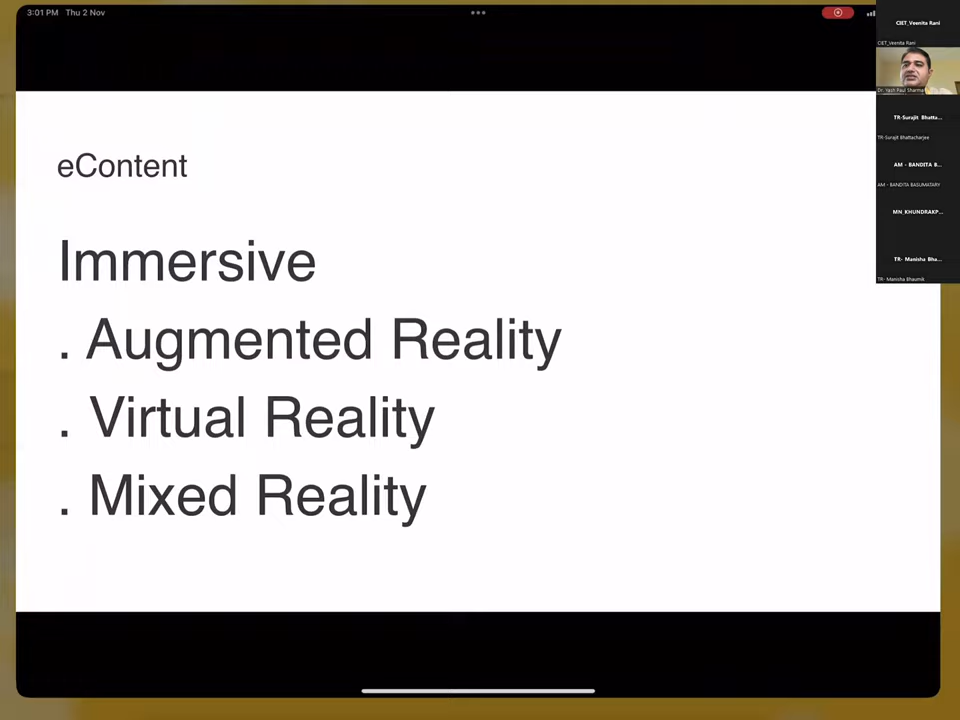 3:01 PM Thu 2 Nov
eContent
Immersive
. Augmented Reality
. Virtual Reality
. Mixed Reality
CIET_Veenita Rani
CIET_Veenita Rani
Dr. Yash Paul Sharma
TR-Surajit Bhatta...
TR-Surajit Bhattacharjee
AM - BANDITA B...
AM - BANDITA BASUMATARY
MN_KHUNDRAKP...
TR- Manisha Bha...
TR- Manisha Bhaumik